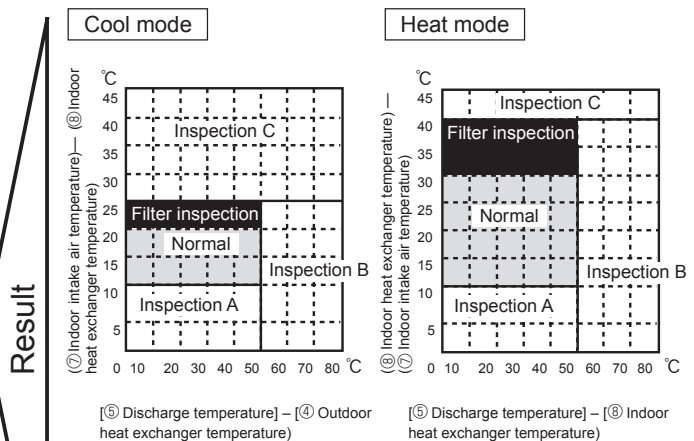 Cool mode
Heat mode
Result
℃
45
40
35
30
25
20
15
10
5
0 10 20 30 40 50 60 70 80 ℃
Inspection C
Filter inspection
Normal
Inspection B
Inspection A
(⑦Indoor intake air temperature)— (⑧Indoor
heat exchanger temperature)
[⑤ Discharge temperature] – [④ Outdoor
heat exchanger temperature)
℃
45
40
35
30
25
20
15
10
5
0 10 20 30 40 50 60 70 80 ℃
Inspection C
Filter inspection
Normal
Inspection B
Inspection A
(⑧ Indoor heat exchanger temperature) —
(⑦ Indoor intake air temperature)
[⑤ Discharge temperature] – [⑧ Indoor
heat exchanger temperature)